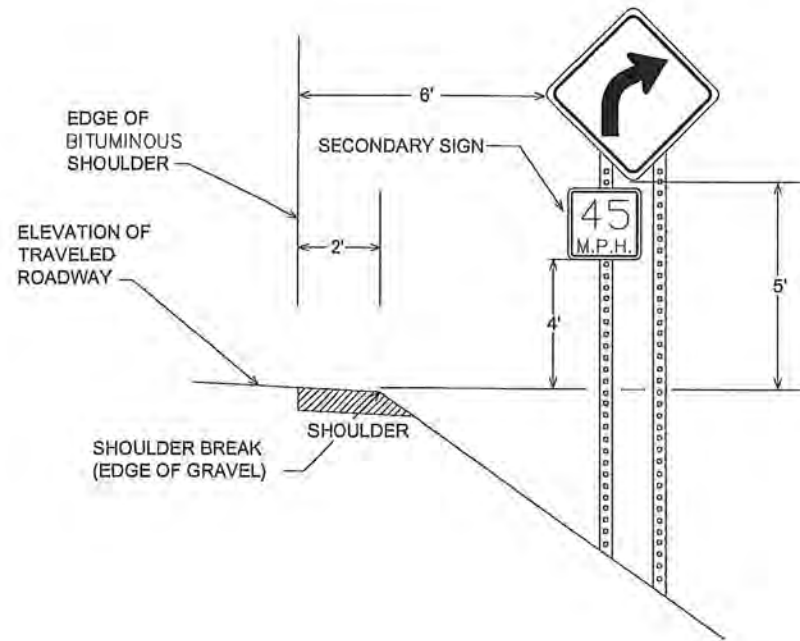 6'
EDGE OF
BITUMINOUS
SHOULDER
SECONDARY SIGN
45
M.P.H.
ELEVATION OF
TRAVELED
ROADWAY
2'
5'
4'
SHOULDER
SHOULDER BREAK
(EDGE OF GRAVEL)